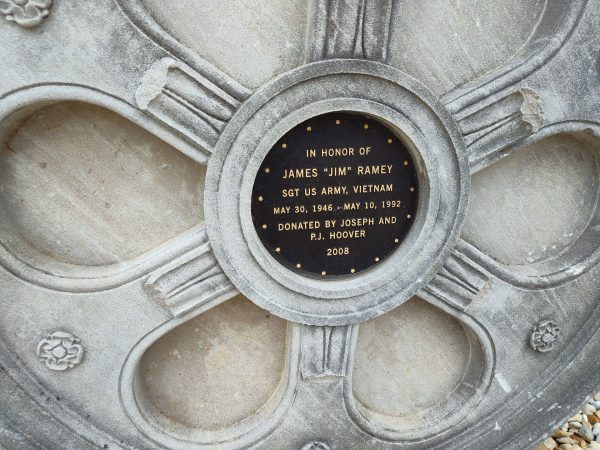 IN HONOR OF
JAMES "JIM" RAMEY
SGT US ARMY, VIETNAM
MAY 30, 1946 - MAY 10, 1992
DONATED BY JOSEPH AND
P.J. HOOVER
2008